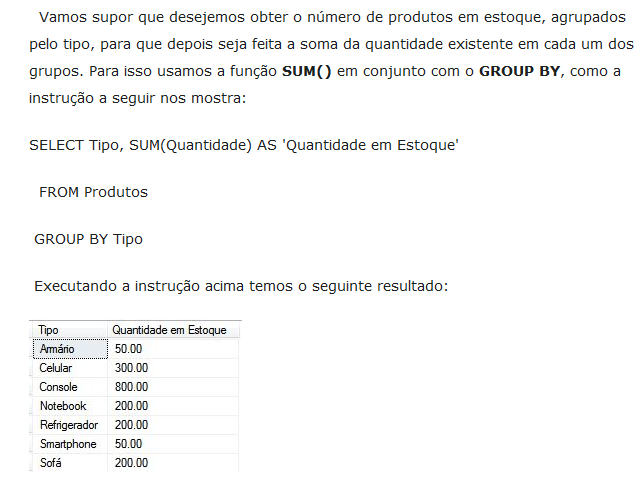 Vamos supor que desejemos obter o número de produtos em estoque, agrupados
pelo tipo, para que depois seja feita a soma da quantidade existente em cada um dos
grupos. Para isso usamos a função SUM() em conjunto com o GROUP BY, como a
instrução a seguir nos mostra:
SELECT Tipo, SUM(Quantidade) AS 'Quantidade em Estoque'
FROM Produtos
GROUP BY Tipo
Executando a instrução acima temos o seguinte resultado:
Tipo Quantidade em Estoque
Armário 50.00
Celular 300.00
Console 800.00
Notebook 200.00
Refrigerador 200.00
Smartphone 50.00
Sofá 200.00